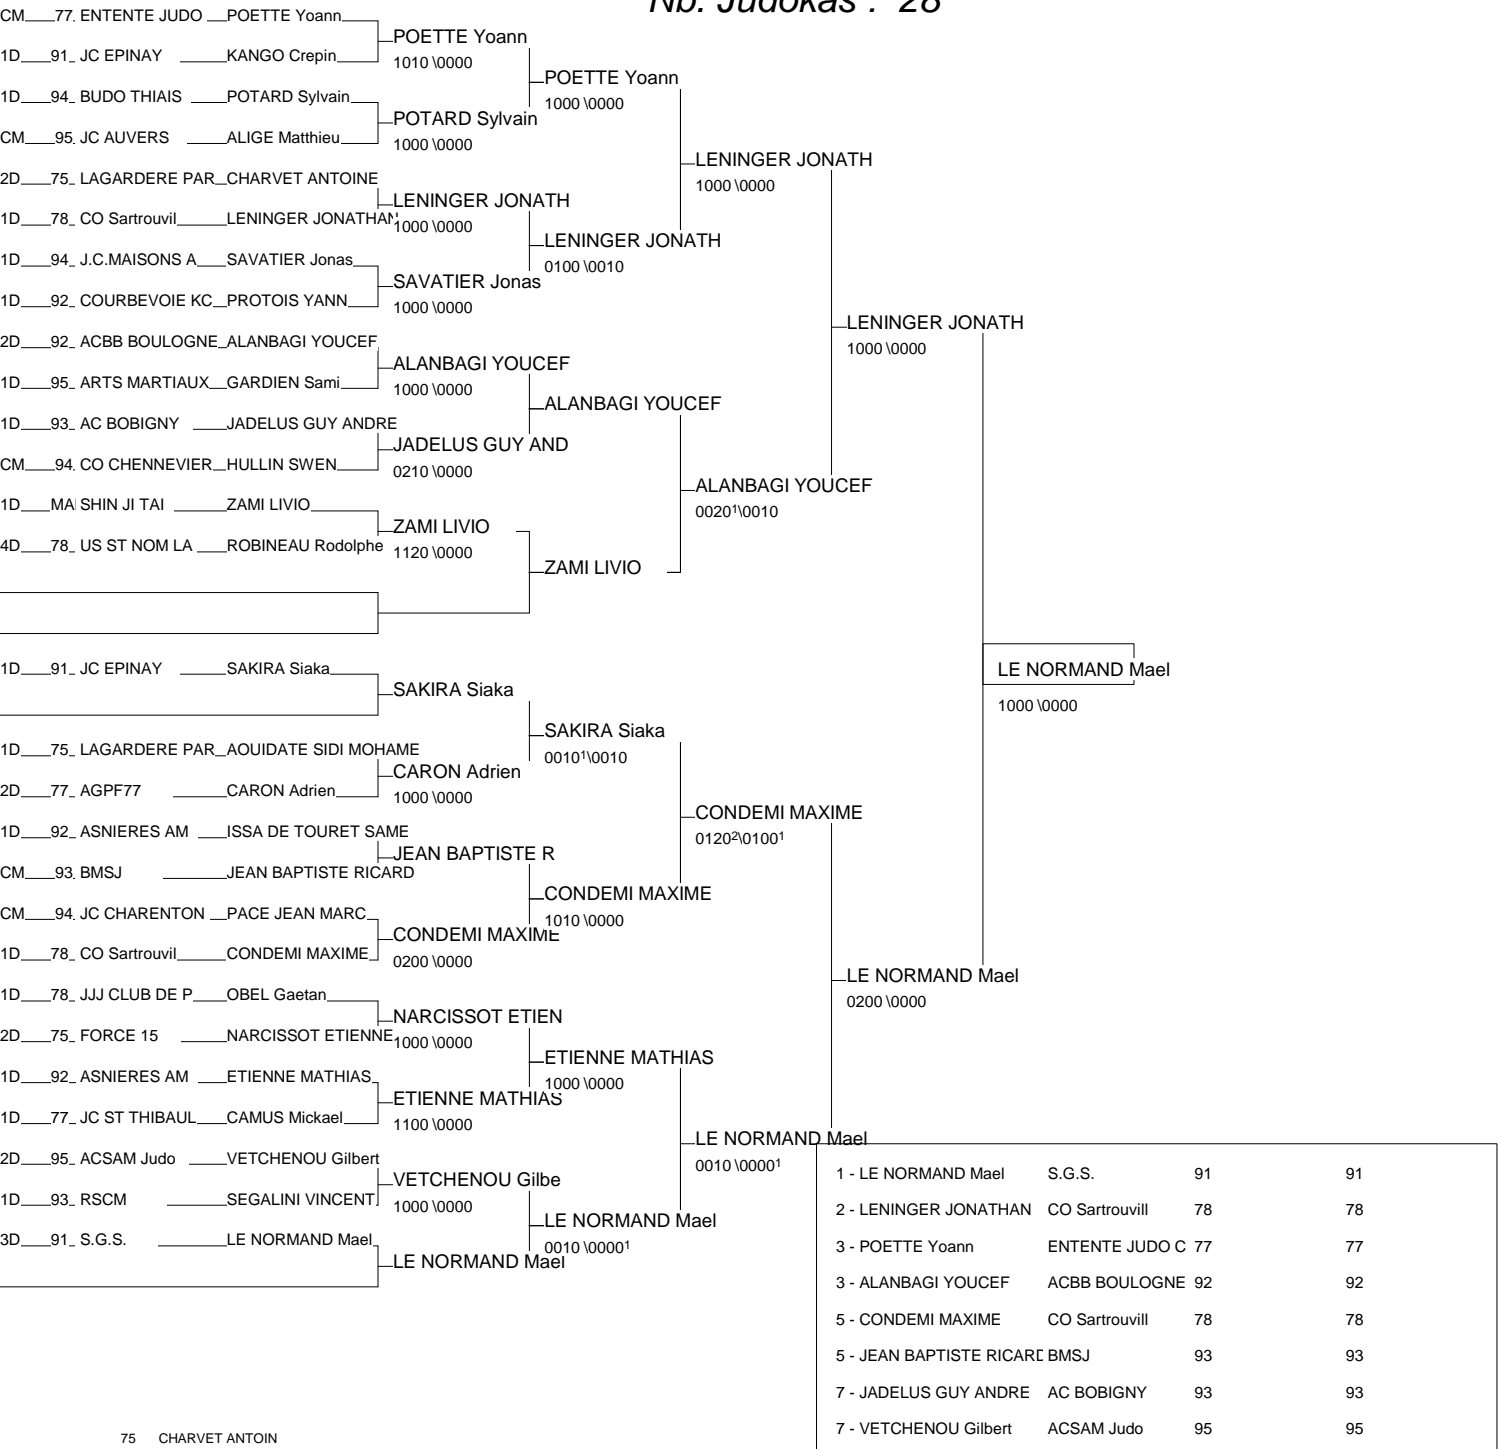 Nb. Judokas : 28
CM 77 ENTENTE JUDO POETTE Yoann
POETTE Yoann
1D 91 JC EPINAY KANGO Crepin
1010 \0000
POETTE Yoann
1D 94 BUDO THIAIS POTARD Sylvain
1000 \0000
POTARD Sylvain
CM 95 JC AUVERS ALIGE Matthieu
1000 \0000
LENINGER JONATH
2D 75 LAGARDERE PAR CHARVET ANTOINE
1000 \0000
LENINGER JONATH
1D 78 CO Sartrouvil LENINGER JONATHAN
1000 \0000
LENINGER JONATH
1D 94 J.C.MAISONS A SAVATIER Jonas
0100 \0010
SAVATIER Jonas
1D 92 COURBEVOIE KC PROTOIS YANN
1000 \0000
LENINGER JONATH
2D 92 ACBB BOULOGNE ALANBAGI YOUCEF
1000 \0000
ALANBAGI YOUCEF
1D 95 ARTS MARTIAUX GARDIEN Sami
1000 \0000
ALANBAGI YOUCEF
1D 93 AC BOBIGNY JADELUS GUY ANDRE
JADELUS GUY AND
CM 94 CO CHENNEVIER HULLIN SWEN
0210 \0000
ALANBAGI YOUCEF
1D MA SHIN JI TAI ZAMI LIVIO
0020¹\0010
ZAMI LIVIO
4D 78 US ST NOM LA ROBINEAU Rodolphe
1120 \0000
ZAMI LIVIO
1D 91 JC EPINAY SAKIRA Siaka
LE NORMAND Mael
SAKIRA Siaka
1000 \0000
SAKIRA Siaka
1D 75 LAGARDERE PAR AOUIDATE SIDI MOHAME
0010¹\0010
CARON Adrien
2D 77 AGPF77 CARON Adrien
1000 \0000
CONDEMI MAXIME
1D 92 ASNIERES AM ISSA DE TOURET SAME
0120²\0100¹
JEAN BAPTISTE R
CM 93 BMSJ JEAN BAPTISTE RICARD
CONDEMI MAXIME
CM 94 JC CHARENTON PACE JEAN MARC
1010 \0000
CONDEMI MAXIME
1D 78 CO Sartrouvil CONDEMI MAXIME
0200 \0000
LE NORMAND Mael
1D 78 JJJ CLUB DE P OBEL Gaetan
0200 \0000
NARCISSOT ETIEN
2D 75 FORCE 15 NARCISSOT ETIENNE
1000 \0000
ETIENNE MATHIAS
1D 92 ASNIERES AM ETIENNE MATHIAS
1000 \0000
ETIENNE MATHIAS
1D 77 JC ST THIBAUL CAMUS Mickael
1100 \0000
LE NORMAND Mael
2D 95 ACSAM Judo VETCHENOU Gilbert
0010 \0000¹
VETCHENOU Gilbe
1D 93 RSCM SEGALINI VINCENT
1000 \0000
LE NORMAND Mael
3D 91 S.G.S. LE NORMAND Mael
0010 \0000¹
LE NORMAND Mael
1 - LE NORMAND Mael S.G.S. 91 91
2 - LENINGER JONATHAN CO Sartrouvill 78 78
3 - POETTE Yoann ENTENTE JUDO C 77 77
3 - ALANBAGI YOUCEF ACBB BOULOGNE 92 92
5 - CONDEMI MAXIME CO Sartrouvill 78 78
5 - JEAN BAPTISTE RICARD BMSJ 93 93
7 - JADELUS GUY ANDRE AC BOBIGNY 93 93
7 - VETCHENOU Gilbert ACSAM Judo 95 95
75 CHARVET ANTOIN